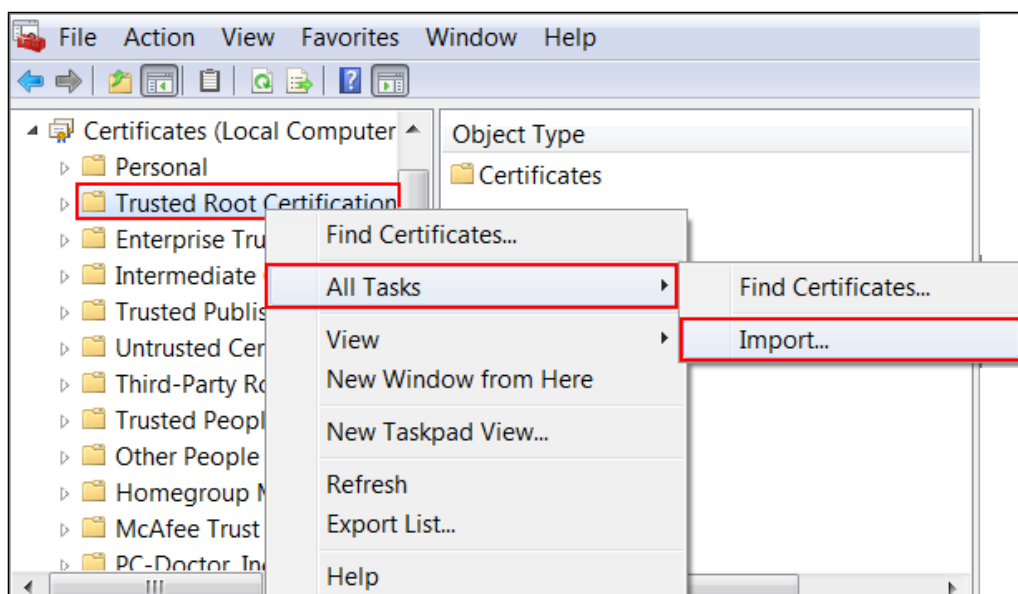 File Action View Favorites Window Help
Certificates (Local Computer
Object Type
Personal
Certificates
Trusted Root Certification
Enterprise Tru
Intermediate
Trusted Publis
Untrusted Cer
Third-Party Ro
Trusted Peopl
Other People
Homegroup M
McAfee Trust
PC-Doctor, Inc
Find Certificates...
All Tasks
View
New Window from Here
New Taskpad View...
Refresh
Export List...
Help
Find Certificates...
Import...